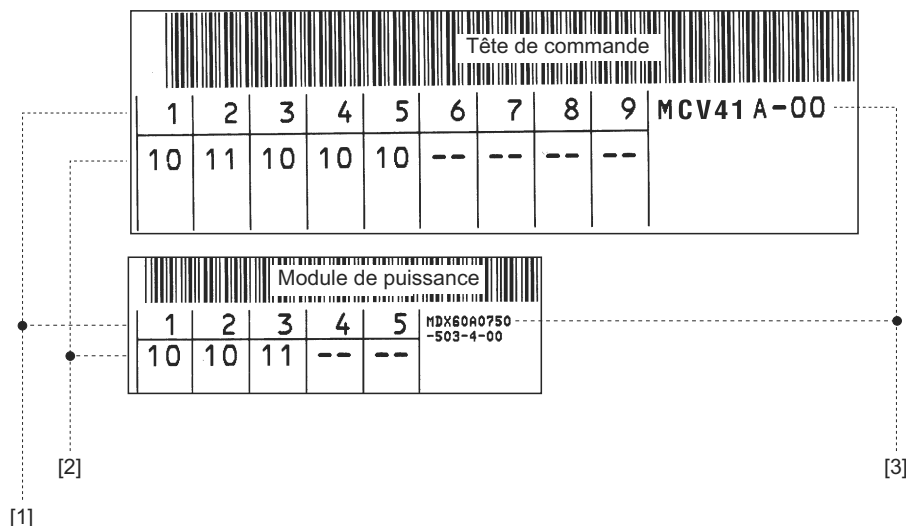 Tête de commande
1 2 3 4 5 6 7 8 9 MCV41A-00
10 11 10 10 10 -- -- -- --
Module de puissance
1 2 3 4 5 MDX60A0750
-503-4-00
10 10 11 -- --
[2] [3]
[1]